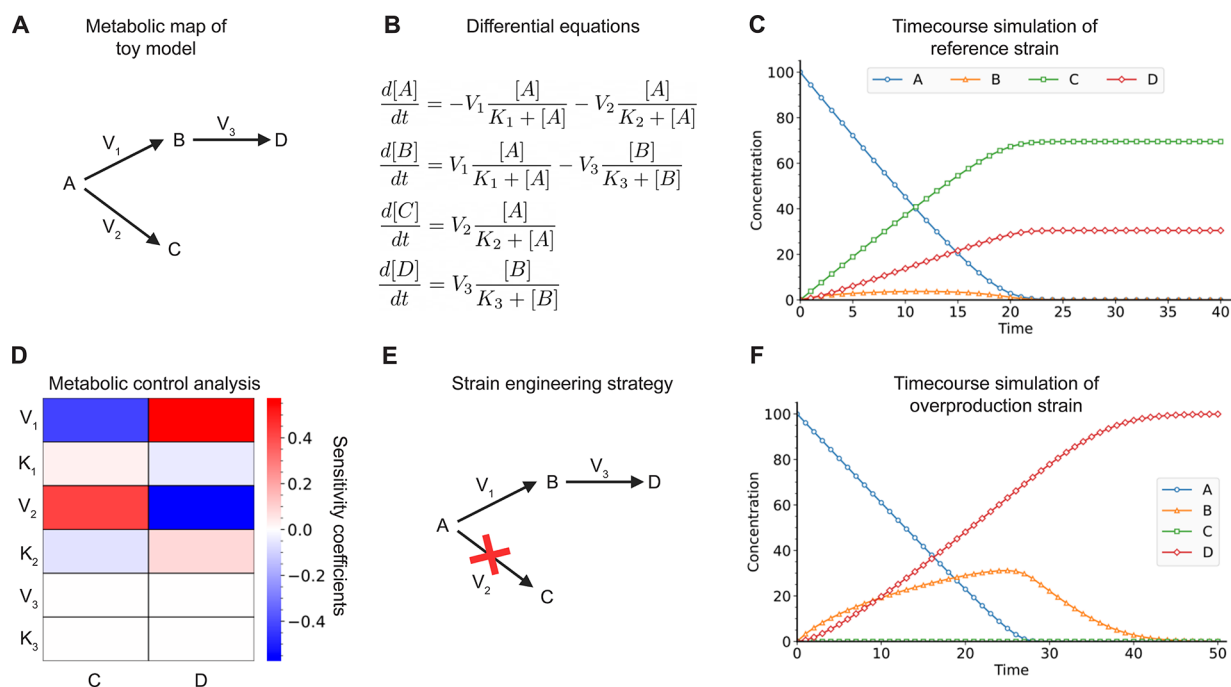 A
Metabolic map of
toy model
V₁
B
V₃
D
A
V₂
C
B
Differential equations
d[A]/dt = −V₁ [A]/(K₁ + [A]) − V₂ [A]/(K₂ + [A])
d[B]/dt = V₁ [A]/(K₁ + [A]) − V₃ [B]/(K₃ + [B])
d[C]/dt = V₂ [A]/(K₂ + [A])
d[D]/dt = V₃ [B]/(K₃ + [B])
C
Timecourse simulation of
reference strain
A B C D
100
80
60
40
20
0
Concentration
0 5 10 15 20 25 30 35 40
Time
D
Metabolic control analysis
V₁
K₁
V₂
K₂
V₃
K₃
C D
0.4
0.2
0.0
−0.2
−0.4
Sensitivity coefficients
E
Strain engineering strategy
V₁
B
V₃
D
A
V₂
C
F
Timecourse simulation of
overproduction strain
100
80
60
40
20
0
Concentration
A
B
C
D
0 10 20 30 40 50
Time